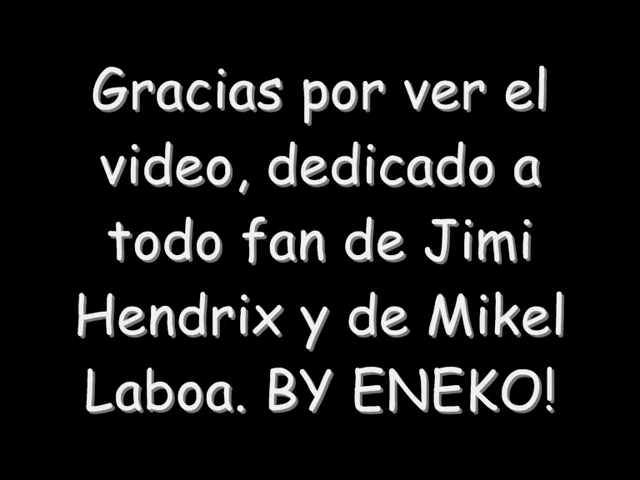 Gracias por ver el
video, dedicado a
todo fan de Jimi
Hendrix y de Mikel
Laboa. BY ENEKO!